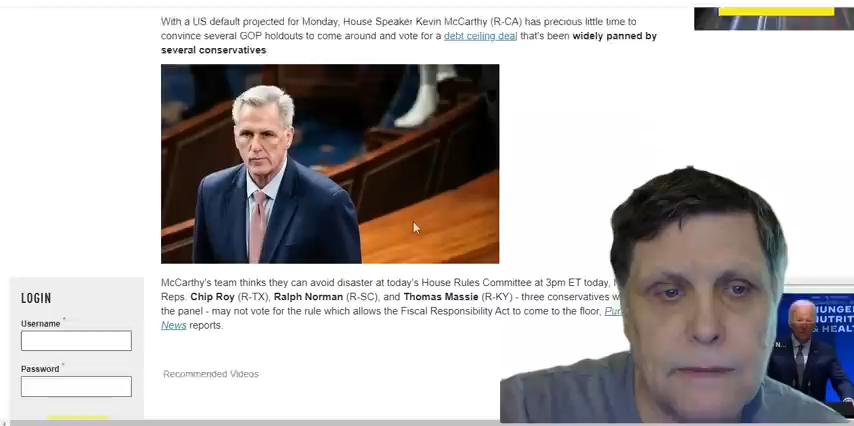 With a US default projected for Monday, House Speaker Kevin McCarthy (R-CA) has precious little time to
convince several GOP holdouts to come around and vote for a debt ceiling deal that's been widely panned by
several conservatives
McCarthy's team thinks they can avoid disaster at today's House Rules Committee at 3pm ET today,
Reps. Chip Roy (R-TX), Ralph Norman (R-SC), and Thomas Massie (R-KY) - three conservatives
the panel - may not vote for the rule which allows the Fiscal Responsibility Act to come to the floor,
News reports.
Recommended Videos
LOGIN
Username *
Password *
& HEAL